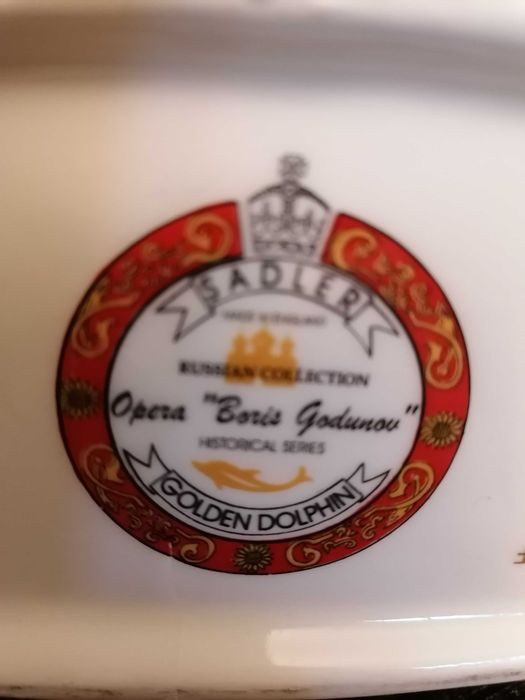 SADLER
MADE IN ENGLAND
RUSSIAN COLLECTION
Opera "Boris Godunov"
HISTORICAL SERIES
GOLDEN DOLPHIN